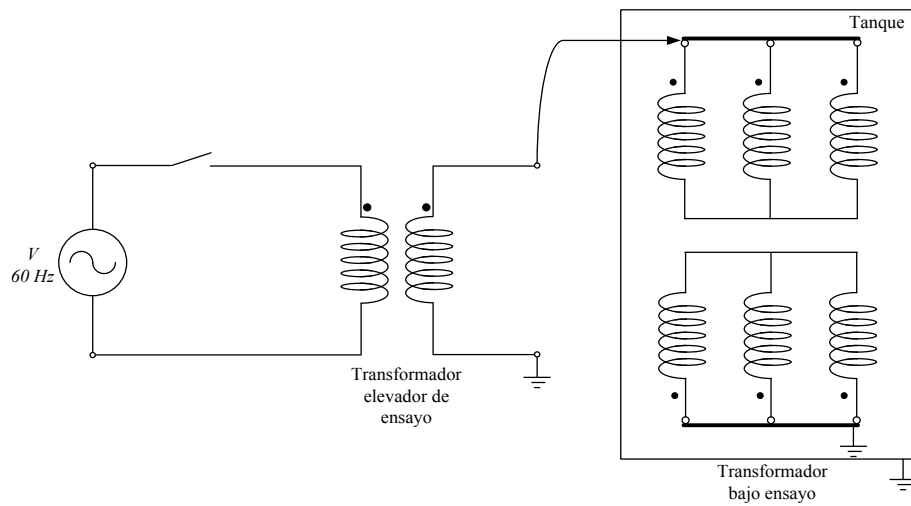 Tanque
V
60 Hz
Transformador
elevador de
ensayo
Transformador
bajo ensayo